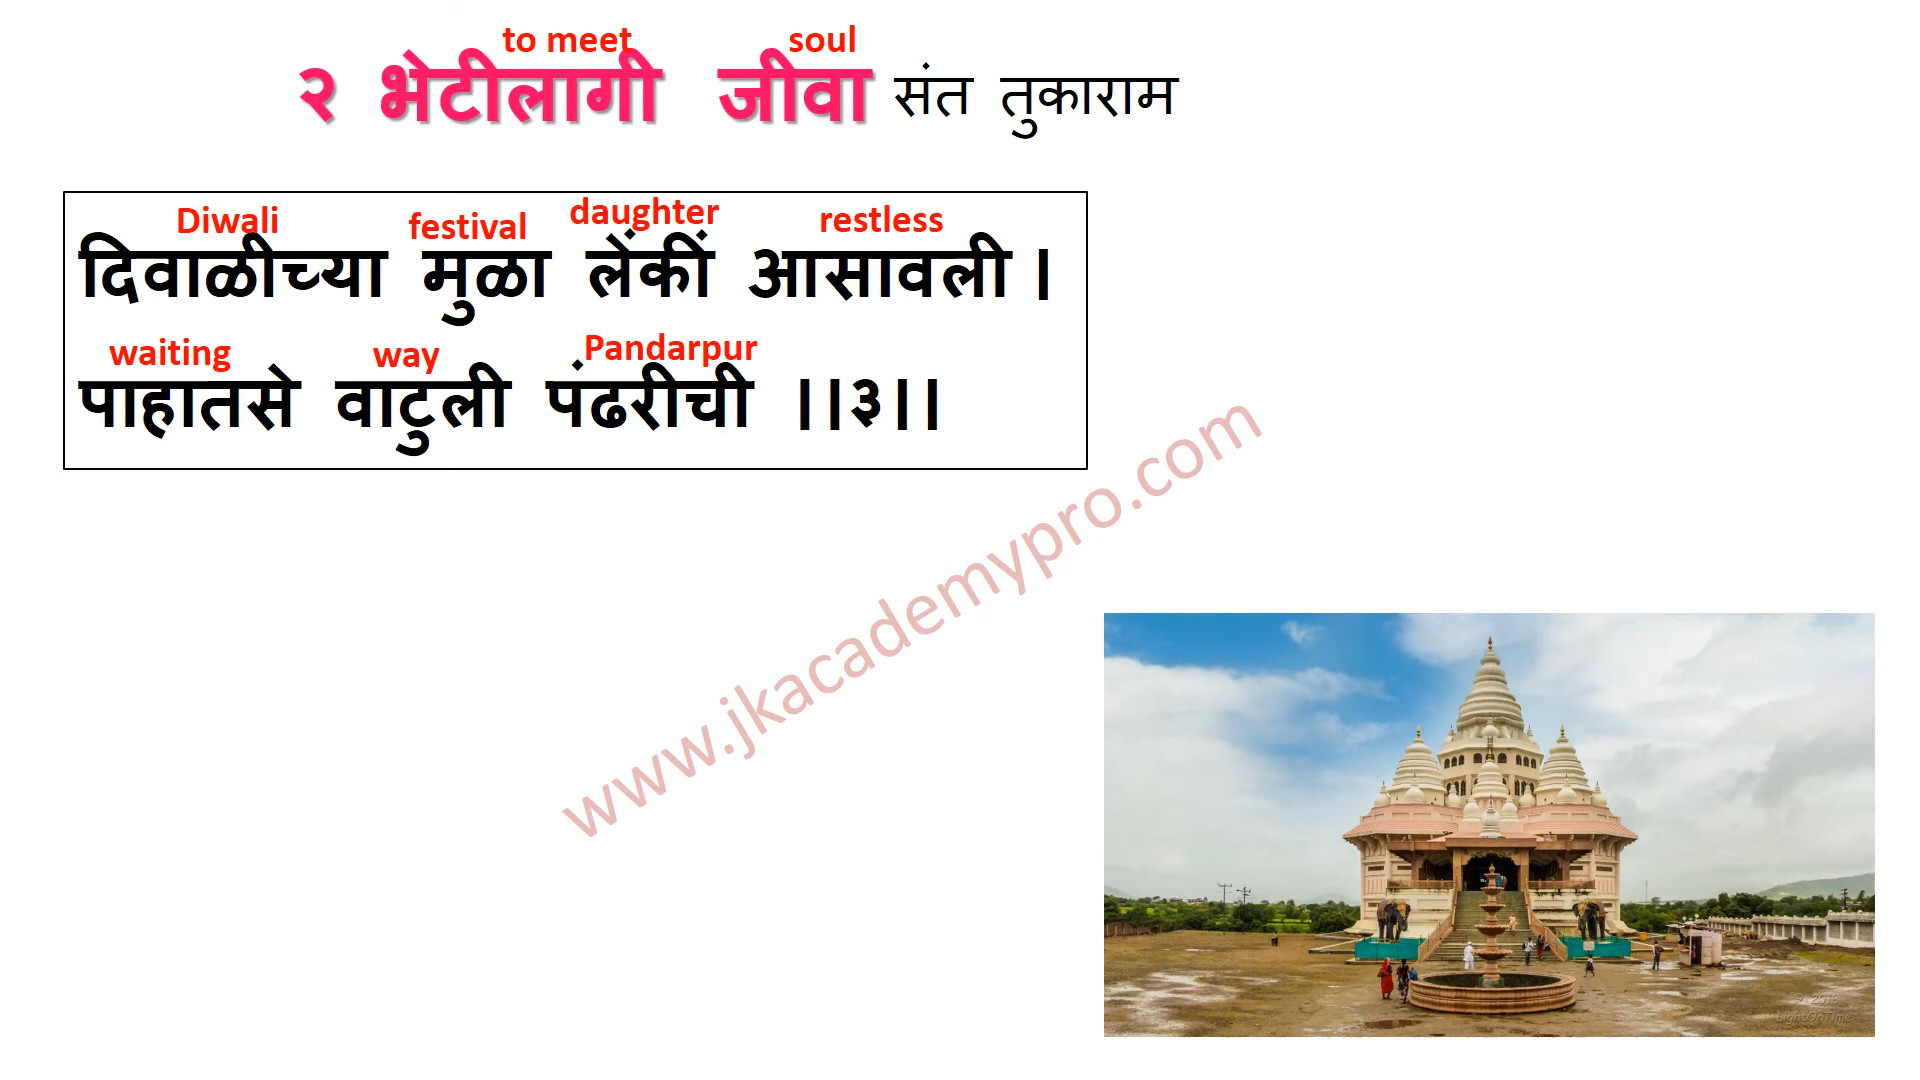 to meet soul
२ भेटीलागी जीवा संत तुकाराम
Diwali festival daughter restless
दिवाळीच्या मुळा लेंकीं आसावली ।
waiting way Pandarpur
पाहातसे वाटुली पंढरीची ।।३।।
www.jkacademypro.com
LightOnTime